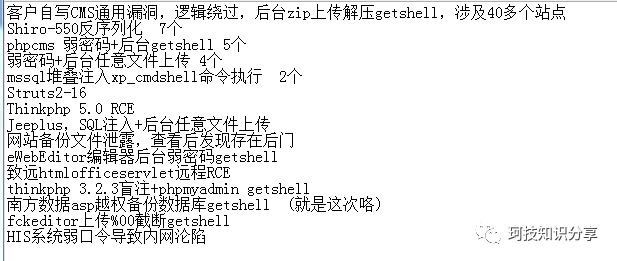 客户自写CMS通用漏洞，逻辑绕过，后台zip上传解压getshell，涉及40多个站点
Shiro-550反序列化 7个
phpcms 弱密码+后台getshell 5个
弱密码+后台任意文件上传 4个
mssql堆叠注入xp_cmdshell命令执行 2个
Struts2-16
Thinkphp 5.0 RCE
Jeeplus，SQL注入+后台任意文件上传
网站备份文件泄露，查看后发现存在后门
eWebEditor编辑器后台弱密码getshell
致远htmlofficeservlet远程RCE
thinkphp 3.2.3盲注+phpmyadmin getshell
南方数据asp越权备份数据库getshell （就是这次咯）
fckeditor上传%00截断getshell
HIS系统弱口令导致内网沦陷
珂技知识分享